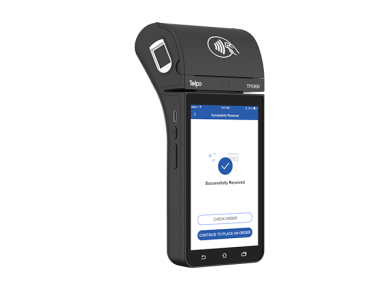 Telpo
TPS900
Successfully Received
Successfully Received
CHECK ORDER
CONTINUE TO PLACE AN ORDER